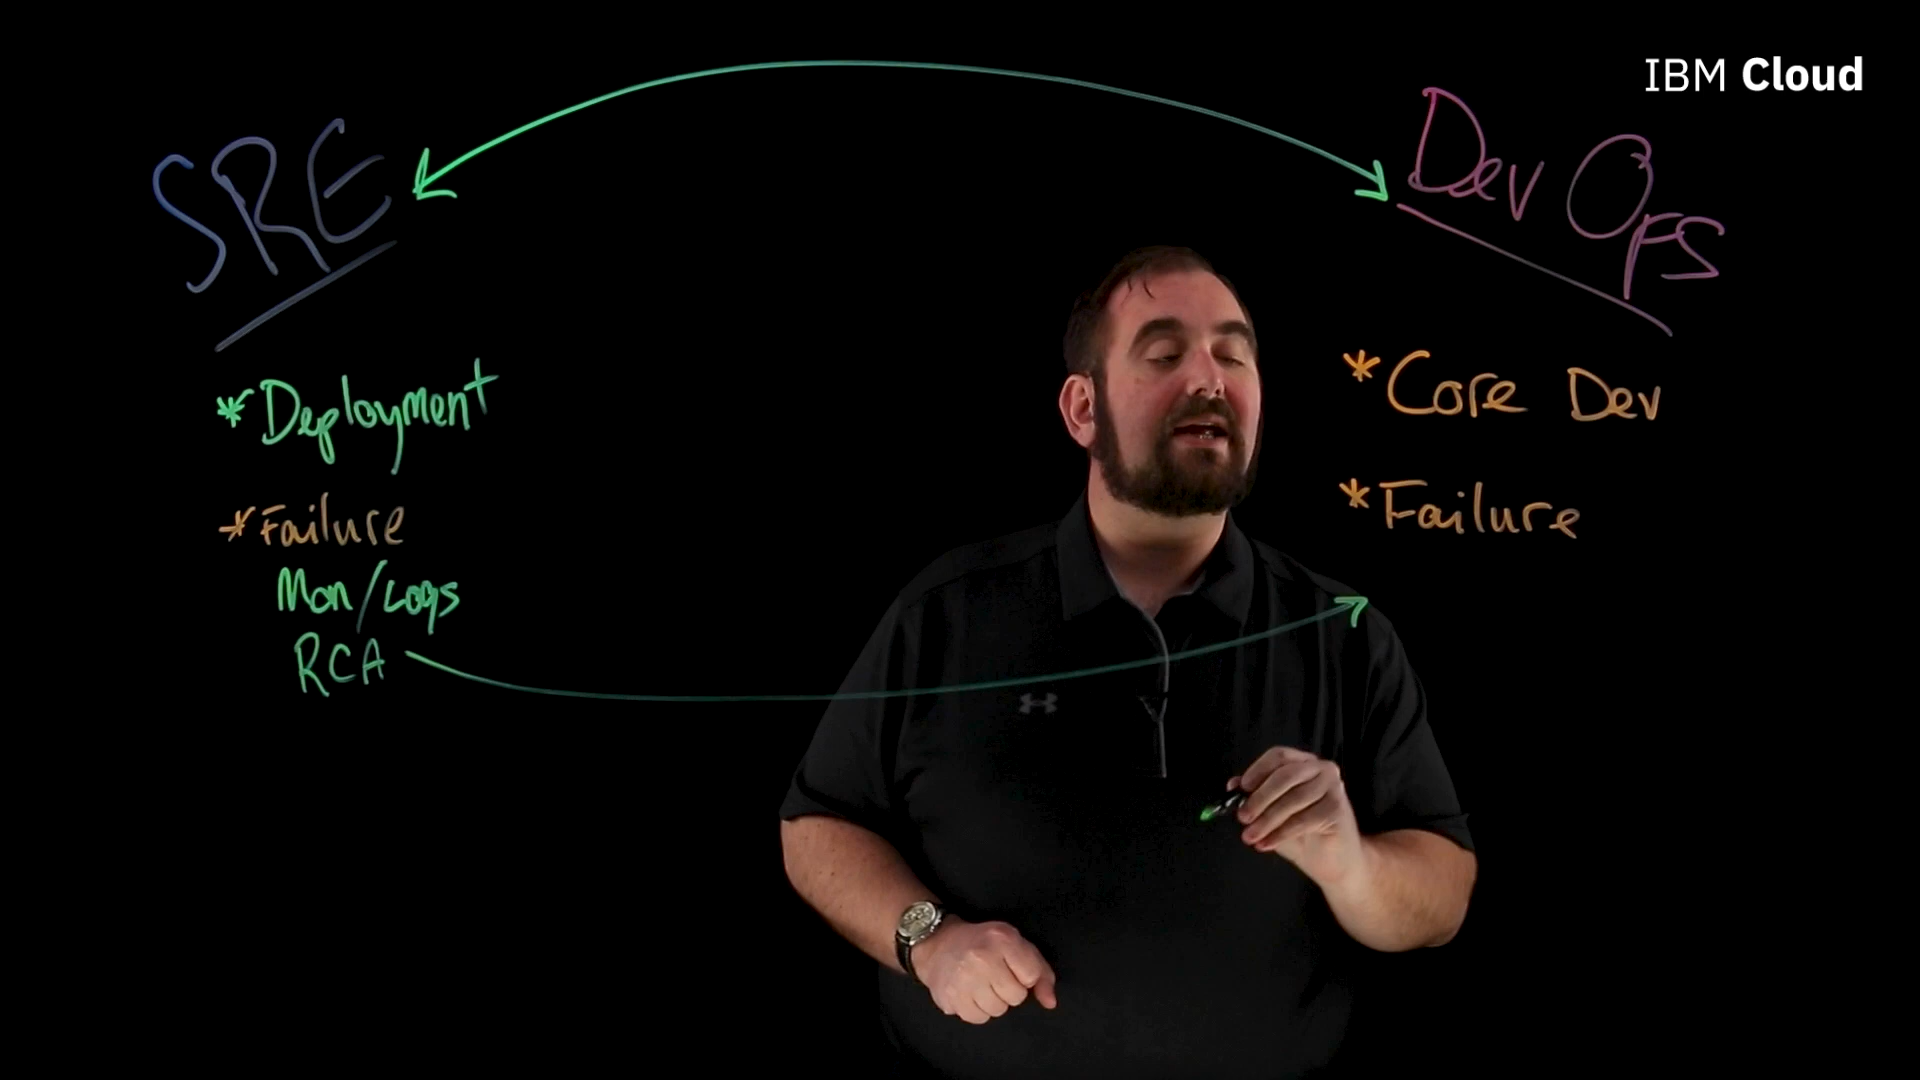 IBM Cloud
SRE
Dev Ops
*Deployment
*Failure
Mon/Logs
RCA
*Core Dev
*Failure